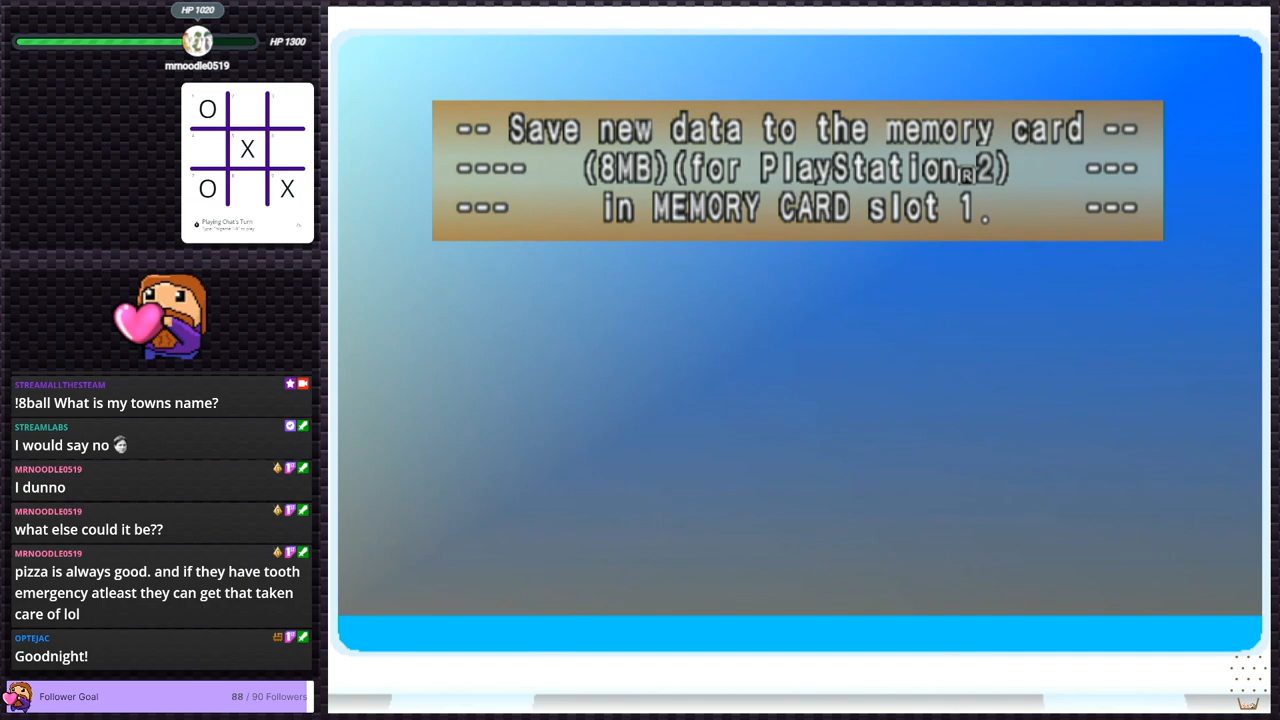 HP 1020
HP 1300
mrnoodle0519
O
X
O
X
Playing Chat's Turn
-- Save new data to the memory card --
---- (8MB)(for PlayStation®2) ---
--- in MEMORY CARD slot 1. ---
STREAMALLTHESTEAM
!8ball What is my towns name?
STREAMLABS
I would say no
MRNOODLE0519
I dunno
MRNOODLE0519
what else could it be??
MRNOODLE0519
pizza is always good. and if they have tooth
emergency atleast they can get that taken
care of lol
OPTEJAC
Goodnight!
Follower Goal
88 / 90 Followers